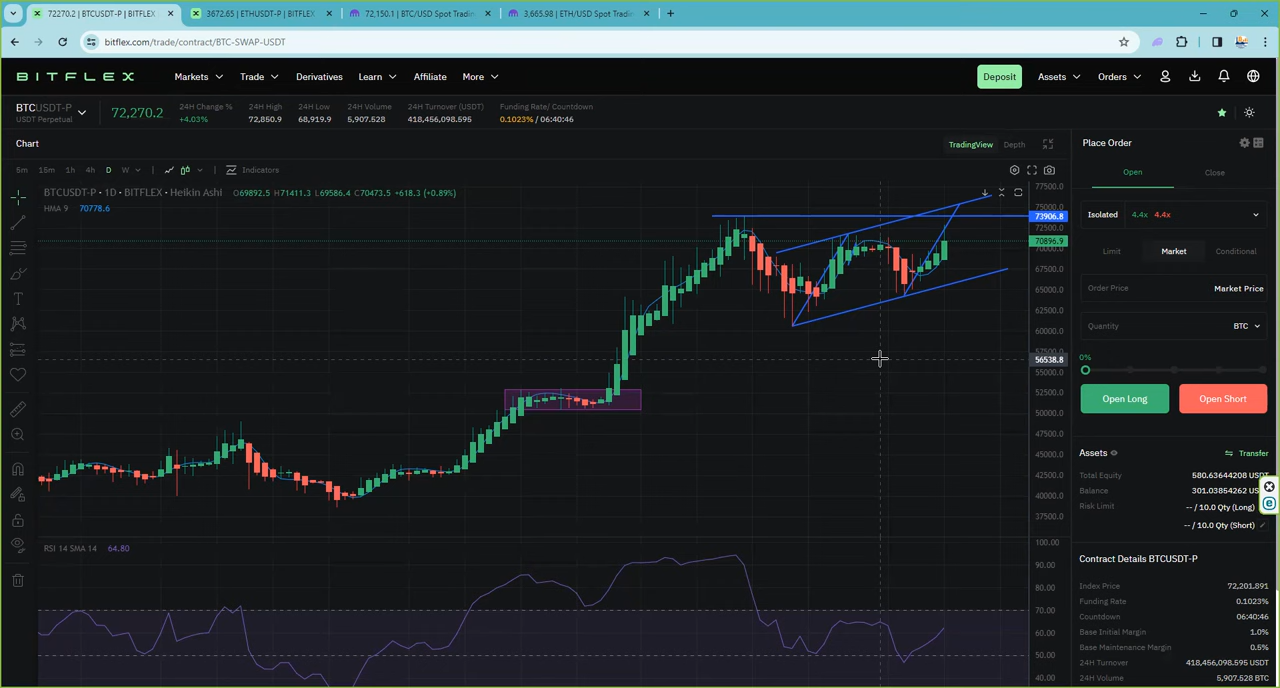 72270.2 | BTCUSDT-P | BITFLEX
3672.65 | ETHUSDT-P | BITFLEX
72,150.1 | BTC/USD Spot Tradin
3,665.98 | ETH/USD Spot Tradin
bitflex.com/trade/contract/BTC-SWAP-USDT
BITFLEX
Markets
Trade
Derivatives
Learn
Affiliate
More
Deposit
Assets
Orders
BTCUSDT-P
USDT Perpetual
72,270.2
24H Change %
+4.03%
24H High
72,850.9
24H Low
68,919.9
24H Volume
5,907.528
24H Turnover (USDT)
418,456,098.595
Funding Rate/ Countdown
0.1023% / 06:40:46
Chart
TradingView
Depth
5m 15m 1h 4h D W
Indicators
BTCUSDT-P · 1D · BITFLEX · Heikin Ashi O69892.5 H71411.3 L69586.4 C70473.5 +618.3 (+0.89%)
HMA 9 70778.6
77500.0
75000.0
73906.8
70896.9
70000.0
67500.0
65000.0
62500.0
60000.0
57500.0
56538.8
55000.0
52500.0
50000.0
47500.0
45000.0
42500.0
40000.0
37500.0
RSI 14 SMA 14 64.80
100.00
90.00
80.00
70.00
60.00
50.00
40.00
Place Order
Open
Close
Isolated
4.4x 4.4x
Limit
Market
Conditional
Order Price
Market Price
Quantity
BTC
0%
Open Long
Open Short
Assets
Transfer
Total Equity
580.63644208 USDT
Balance
301.03854262
Risk Limit
-- / 10.0 Qty (Long)
-- / 10.0 Qty (Short)
Contract Details BTCUSDT-P
Index Price
72,201.891
Funding Rate
0.1023%
Countdown
06:40:46
Base Initial Margin
1.0%
Base Maintenance Margin
0.5%
24H Turnover
418,456,098.595 USDT
24H Volume
5,907.528 BTC